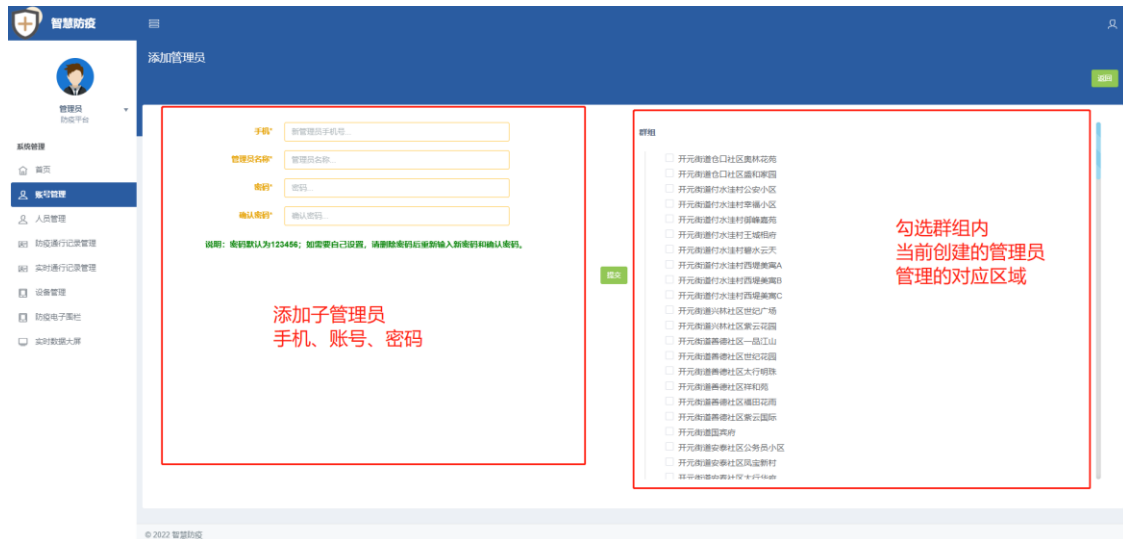 智慧防疫
添加管理员
返回
管理员
防疫平台
系统管理
首页
账号管理
人员管理
防疫通行记录管理
实时通行记录管理
设备管理
防疫电子围栏
实时数据大屏
手机*
新管理员手机号...
管理员名称*
管理员名称...
密码*
密码...
确认密码*
确认密码...
说明：密码默认为123456；如需要自己设置，请删除密码后重新输入新密码和确认密码。
添加子管理员
手机、账号、密码
提交
群组
开元街道仓口社区奥林花苑
开元街道仓口社区盛和家园
开元街道付水洼村公安小区
开元街道付水洼村幸福小区
开元街道付水洼村御峰嘉苑
开元街道付水洼村王城相府
开元街道付水洼村碧水云天
开元街道付水洼村西堤美寓A
开元街道付水洼村西堤美寓B
开元街道付水洼村西堤美寓C
开元街道兴林社区世纪广场
开元街道兴林社区紫云花园
开元街道善德社区一品江山
开元街道善德社区世纪花园
开元街道善德社区太行明珠
开元街道善德社区祥和苑
开元街道善德社区福田花雨
开元街道善德社区紫云国际
开元街道国宾府
开元街道安泰社区公务员小区
开元街道安泰社区凤宝新村
开元街道安泰社区太行华府
勾选群组内
当前创建的管理员
管理的对应区域
© 2022 智慧防疫